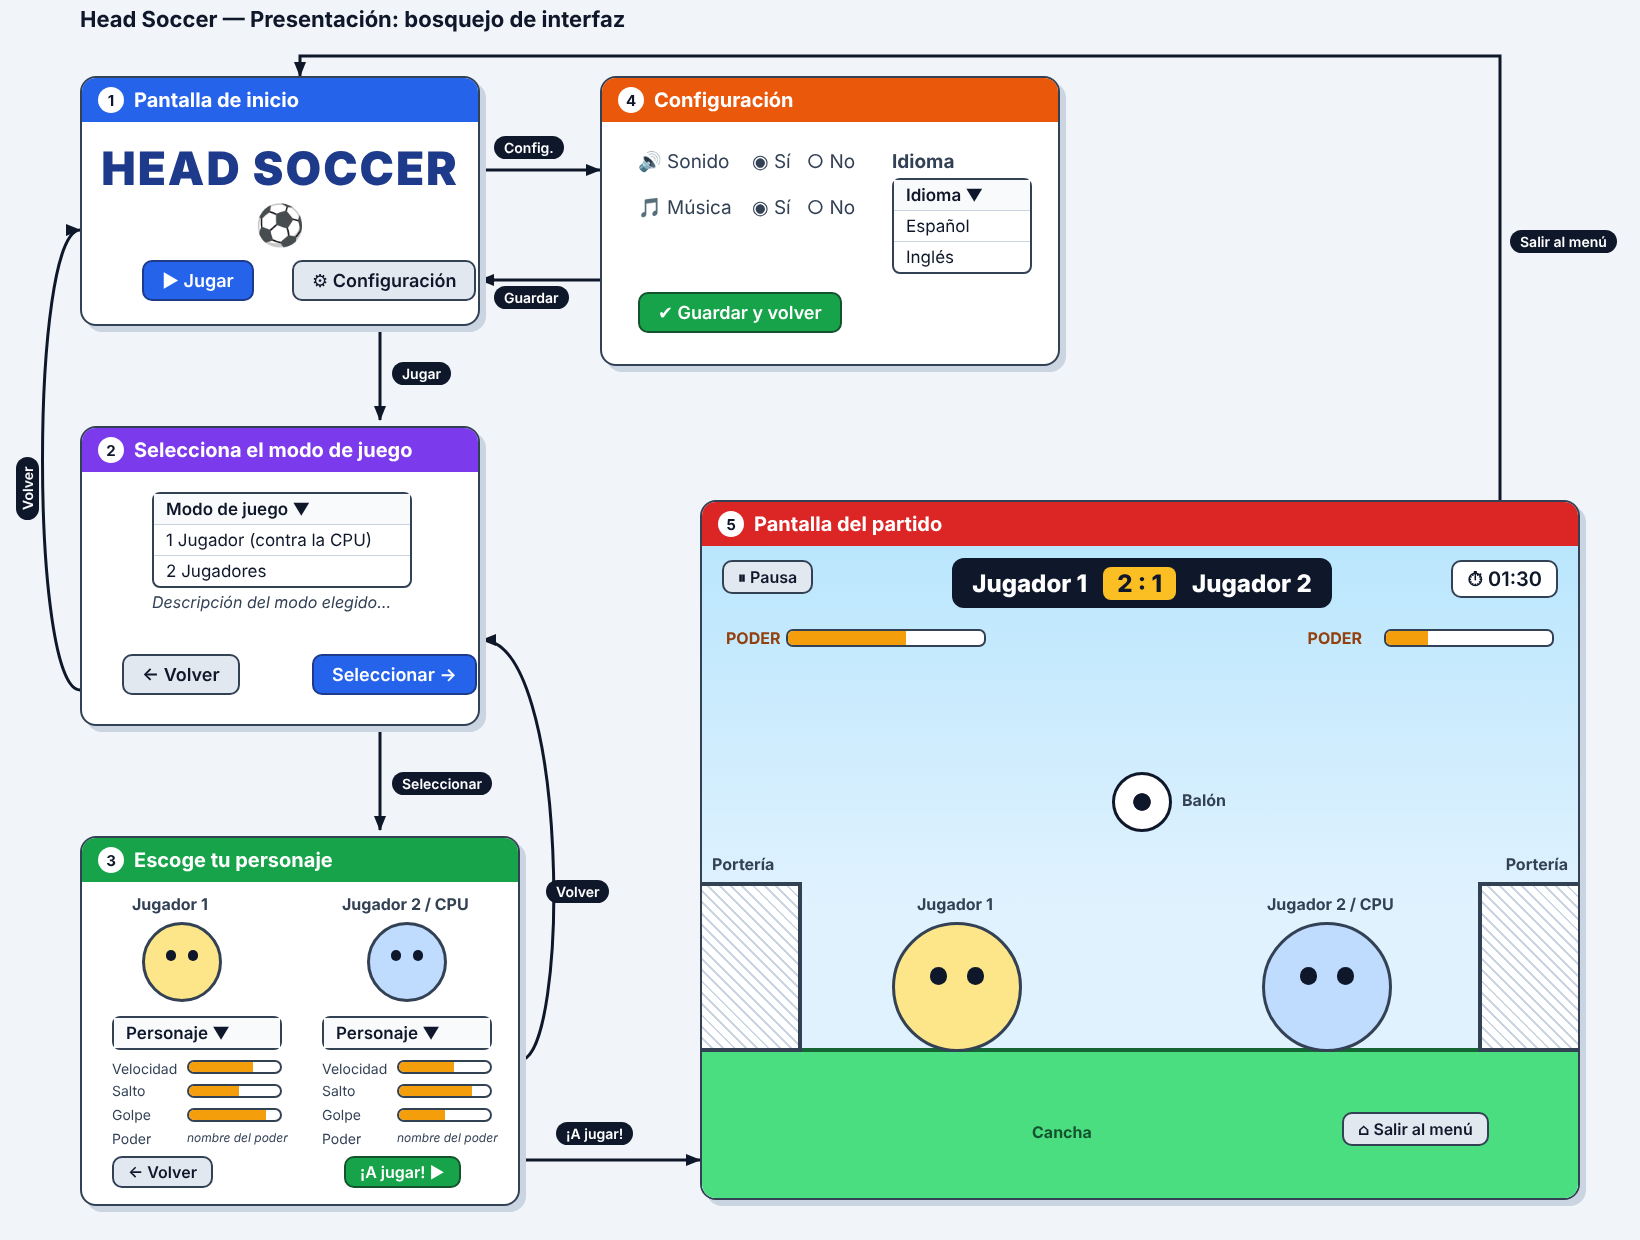 Head Soccer — Presentación: bosquejo de interfaz
1 Pantalla de inicio
HEAD SOCCER
▶ Jugar
⚙ Configuración
Config.
Guardar
4 Configuración
🔊 Sonido ◉ Sí ○ No
🎵 Música ◉ Sí ○ No
Idioma
Idioma ▼
Español
Inglés
✔ Guardar y volver
Salir al menú
Jugar
Volver
2 Selecciona el modo de juego
Modo de juego ▼
1 Jugador (contra la CPU)
2 Jugadores
Descripción del modo elegido...
← Volver
Seleccionar →
Seleccionar
Volver
3 Escoge tu personaje
Jugador 1
Jugador 2 / CPU
Personaje ▼
Personaje ▼
Velocidad
Velocidad
Salto
Salto
Golpe
Golpe
Poder nombre del poder
Poder nombre del poder
← Volver
¡A jugar! ▶
¡A jugar!
5 Pantalla del partido
⏸ Pausa
Jugador 1 2 : 1 Jugador 2
⏱ 01:30
PODER
PODER
Balón
Portería
Portería
Jugador 1
Jugador 2 / CPU
Cancha
⌂ Salir al menú